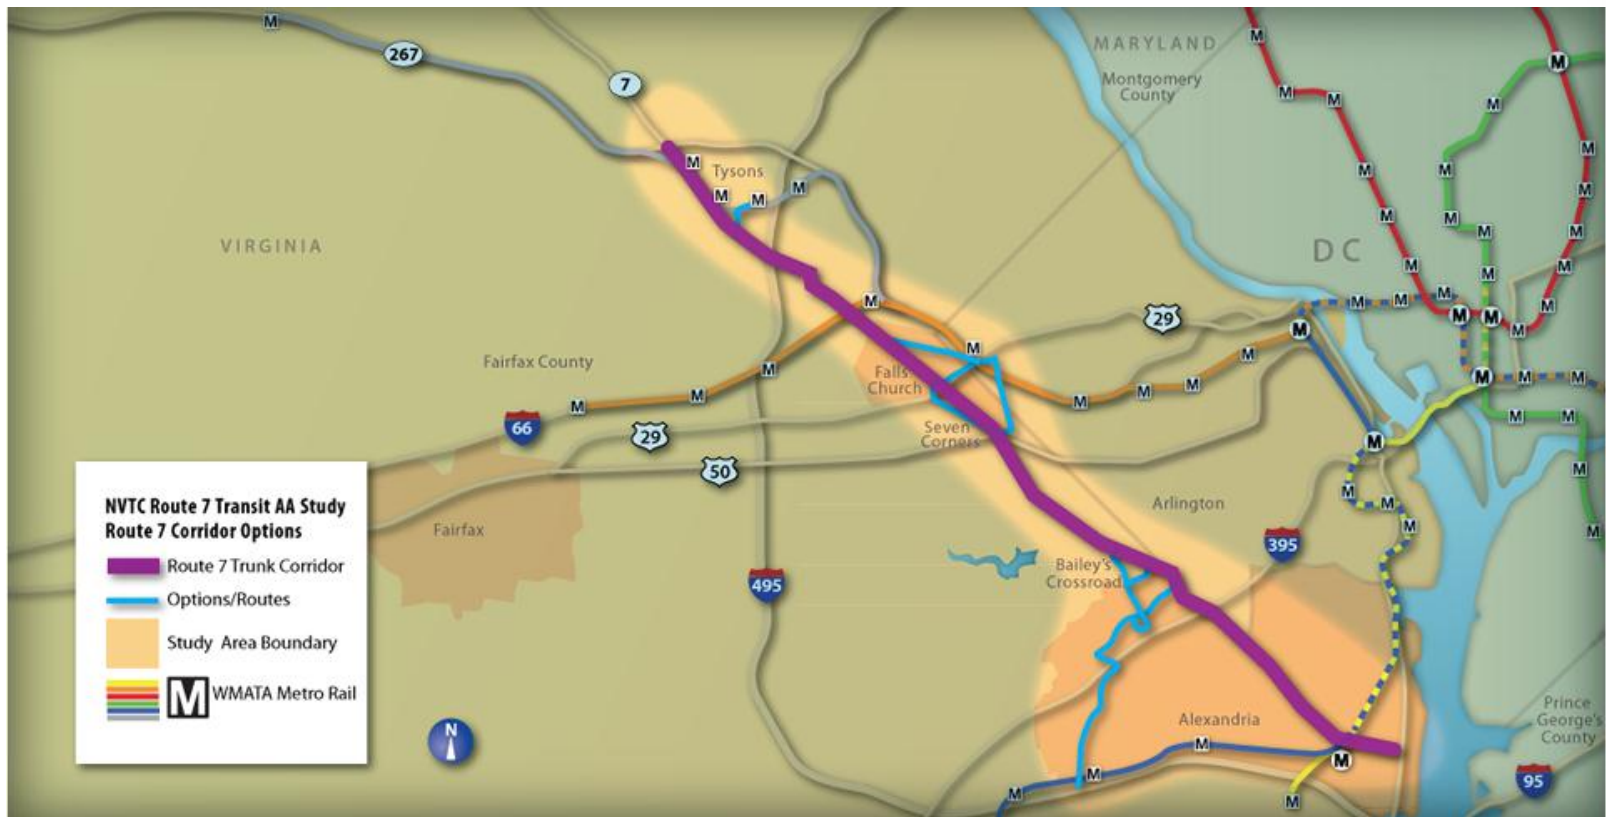 M
267
7
MARYLAND
Montgomery
County
M
M
M
M
M
M
M
M
M
M
M
Tysons
M
M
M
M
M
M
M
M
M
M
VIRGINIA
DC
M
M
M
M
M
M
M
M
M
M
29
M
M
M
M
M
Fairfax County
M
M
M
M
M
M
Falls
Church
M
M
M
M
M
M
M
M
M
M
66
29
Seven
Corners
M
50
M
M
M
M
M
M
Arlington
Fairfax
395
Bailey's
Crossroad
495
NVTC Route 7 Transit AA Study
Route 7 Corridor Options
Route 7 Trunk Corridor
Options/Routes
Study Area Boundary
M WMATA Metro Rail
N
Alexandria
Prince
George's
County
M
M
M
M
M
95